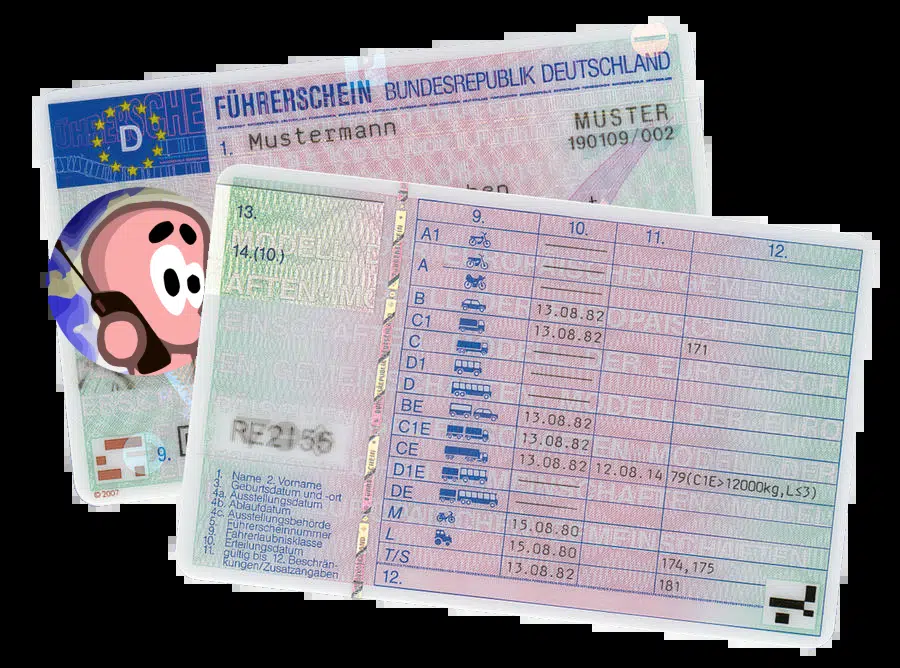 FÜHRERSCHEIN BUNDESREPUBLIK DEUTSCHLAND
D
1. Mustermann
MUSTER
190109/002
9.
©2007
13.
14.(10.)
RE2155
1. Name 2. Vorname
3. Geburtsdatum und -ort
4a. Ausstellungsdatum
4b. Ablaufdatum
4c. Ausstellungsbehörde
5. Führerscheinnummer
9. Fahrerlaubnisklasse
10. Erteilungsdatum
11. gültig bis 12. Beschrän-
kungen/Zusatzangaben
9. 10. 11. 12.
A1
A
B 13.08.82
C1 13.08.82 171
C
D1
D
BE 13.08.82
C1E 13.08.82
CE 13.08.82 12.08.14 79(C1E>12000kg,L≤3)
D1E
DE
M 15.08.80
L 15.08.80 174,175
T/S 13.08.82 181
12.